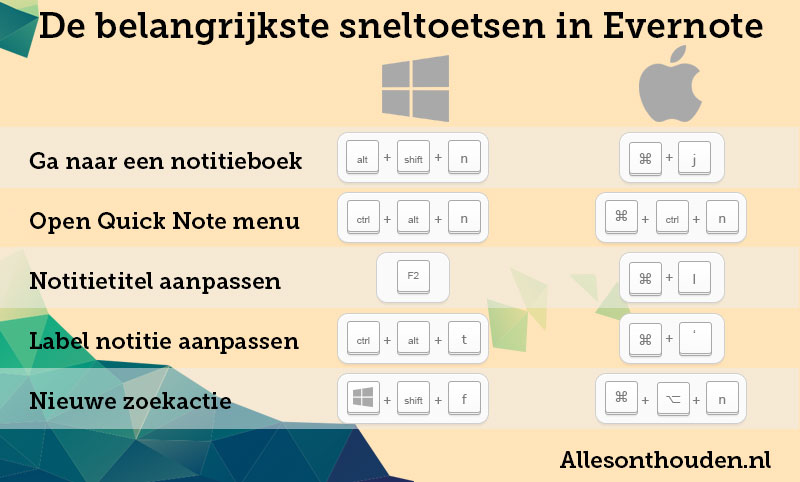 De belangrijkste sneltoetsen in Evernote
Ga naar een notitieboek alt + shift + n ⌘ + j
Open Quick Note menu ctrl + alt + n ⌘ + ctrl + n
Notitietitel aanpassen F2 ⌘ + l
Label notitie aanpassen ctrl + alt + t ⌘ + '
Nieuwe zoekactie + shift + f ⌘ + ⌥ + n
Allesonthouden.nl